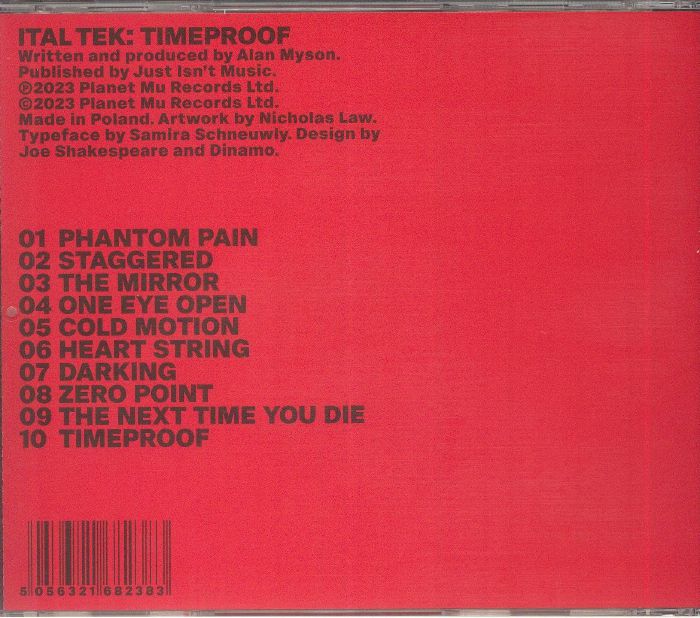 ITAL TEK: TIMEPROOF
Written and produced by Alan Myson.
Published by Just Isn't Music.
℗2023 Planet Mu Records Ltd.
©2023 Planet Mu Records Ltd.
Made in Poland. Artwork by Nicholas Law.
Typeface by Samira Schneuwly. Design by
Joe Shakespeare and Dinamo.
01 PHANTOM PAIN
02 STAGGERED
03 THE MIRROR
04 ONE EYE OPEN
05 COLD MOTION
06 HEART STRING
07 DARKING
08 ZERO POINT
09 THE NEXT TIME YOU DIE
10 TIMEPROOF
5 056321 682383